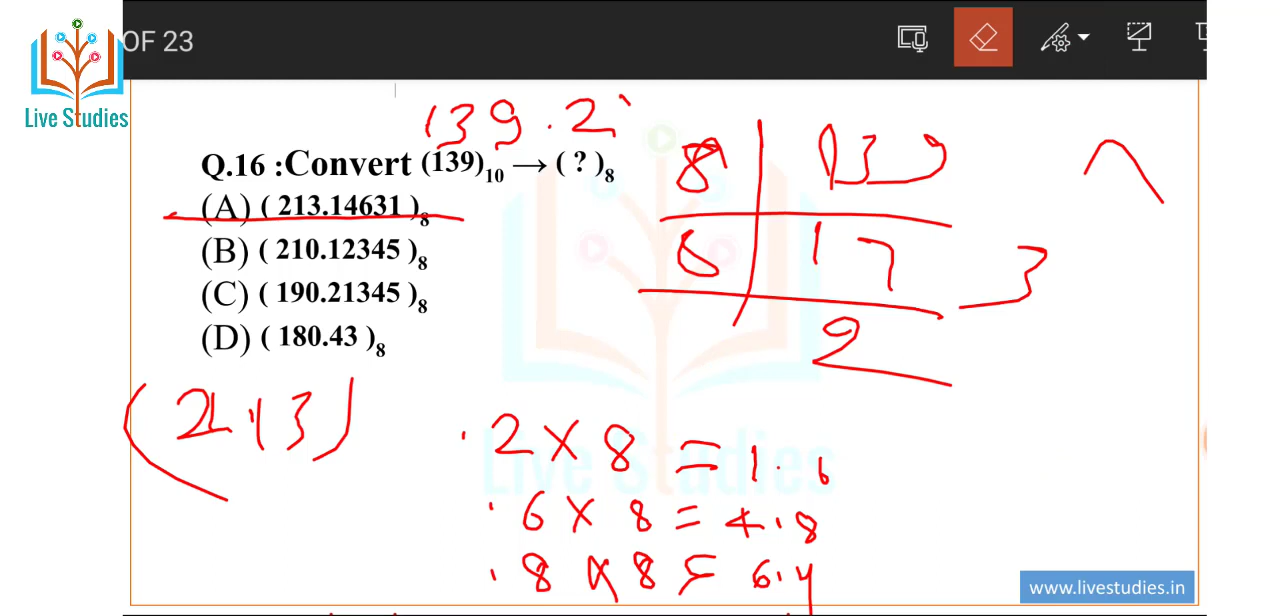 OF 23
Live Studies
139.2
Q.16 :Convert (139)10 → ( ? )8
(A) ( 213.14631 )8
(B) ( 210.12345 )8
(C) ( 190.21345 )8
(D) ( 180.43 )8
8 139
8 17 3
2
(213)
.2 × 8 = 1.6
.6 × 8 = 4.8
.8 × 8 = 6.4
Live Studies
www.livestudies.in